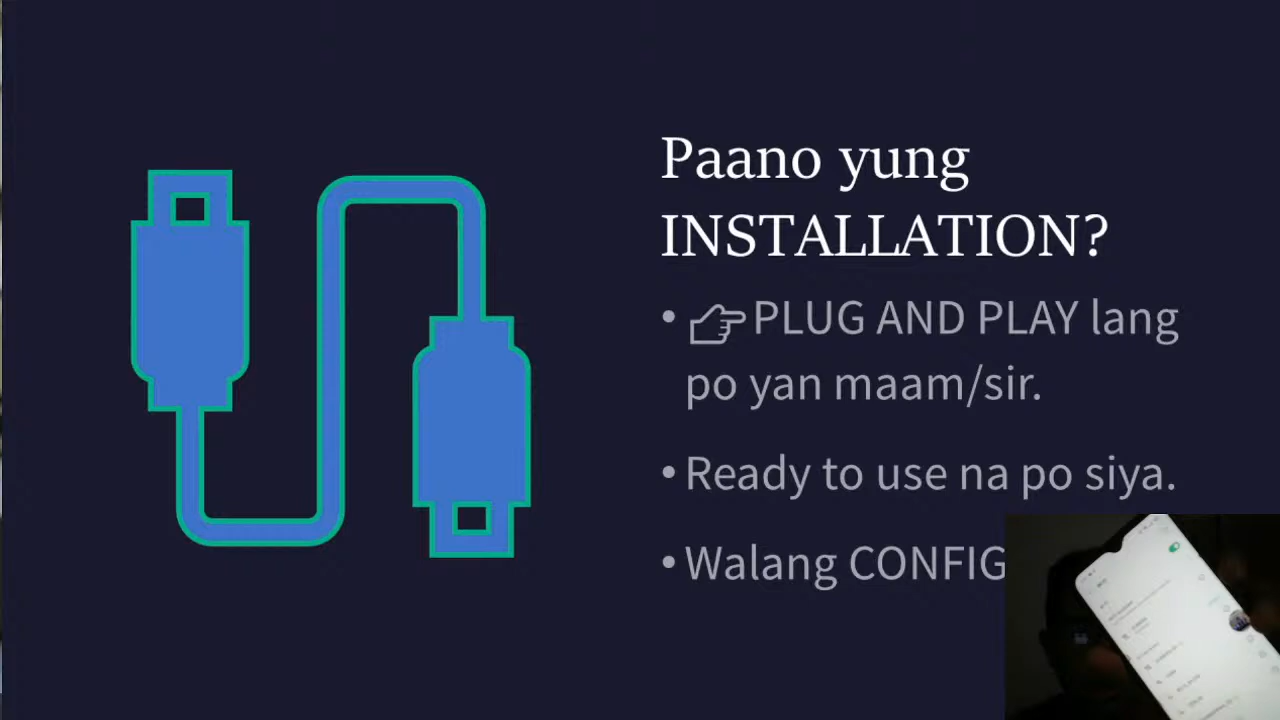 Paano yung
INSTALLATION?
• 👉PLUG AND PLAY lang
po yan maam/sir.
• Ready to use na po siya.
• Walang CONFIG